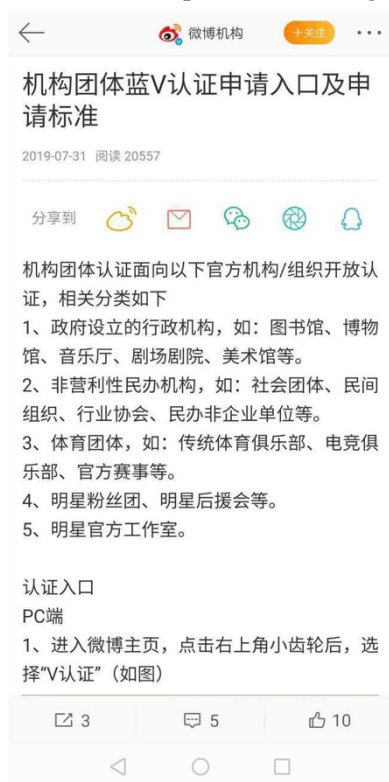 微博机构
+关注
机构团体蓝V认证申请入口及申
请标准
2019-07-31 阅读 20557
分享到
机构团体认证面向以下官方机构/组织开放认
证，相关分类如下
1、政府设立的行政机构，如：图书馆、博物
馆、音乐厅、剧场剧院、美术馆等。
2、非营利性民办机构，如：社会团体、民间
组织、行业协会、民办非企业单位等。
3、体育团体，如：传统体育俱乐部、电竞俱
乐部、官方赛事等。
4、明星粉丝团、明星后援会等。
5、明星官方工作室。
认证入口
PC端
1、进入微博主页，点击右上角小齿轮后，选
择“V认证”（如图）
3 5 10